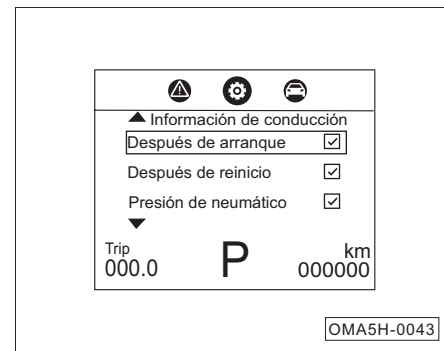 Información de conducción
Después de arranque
Después de reinicio
Presión de neumático
Trip
km
000.0
P
000000
OMA5H-0043